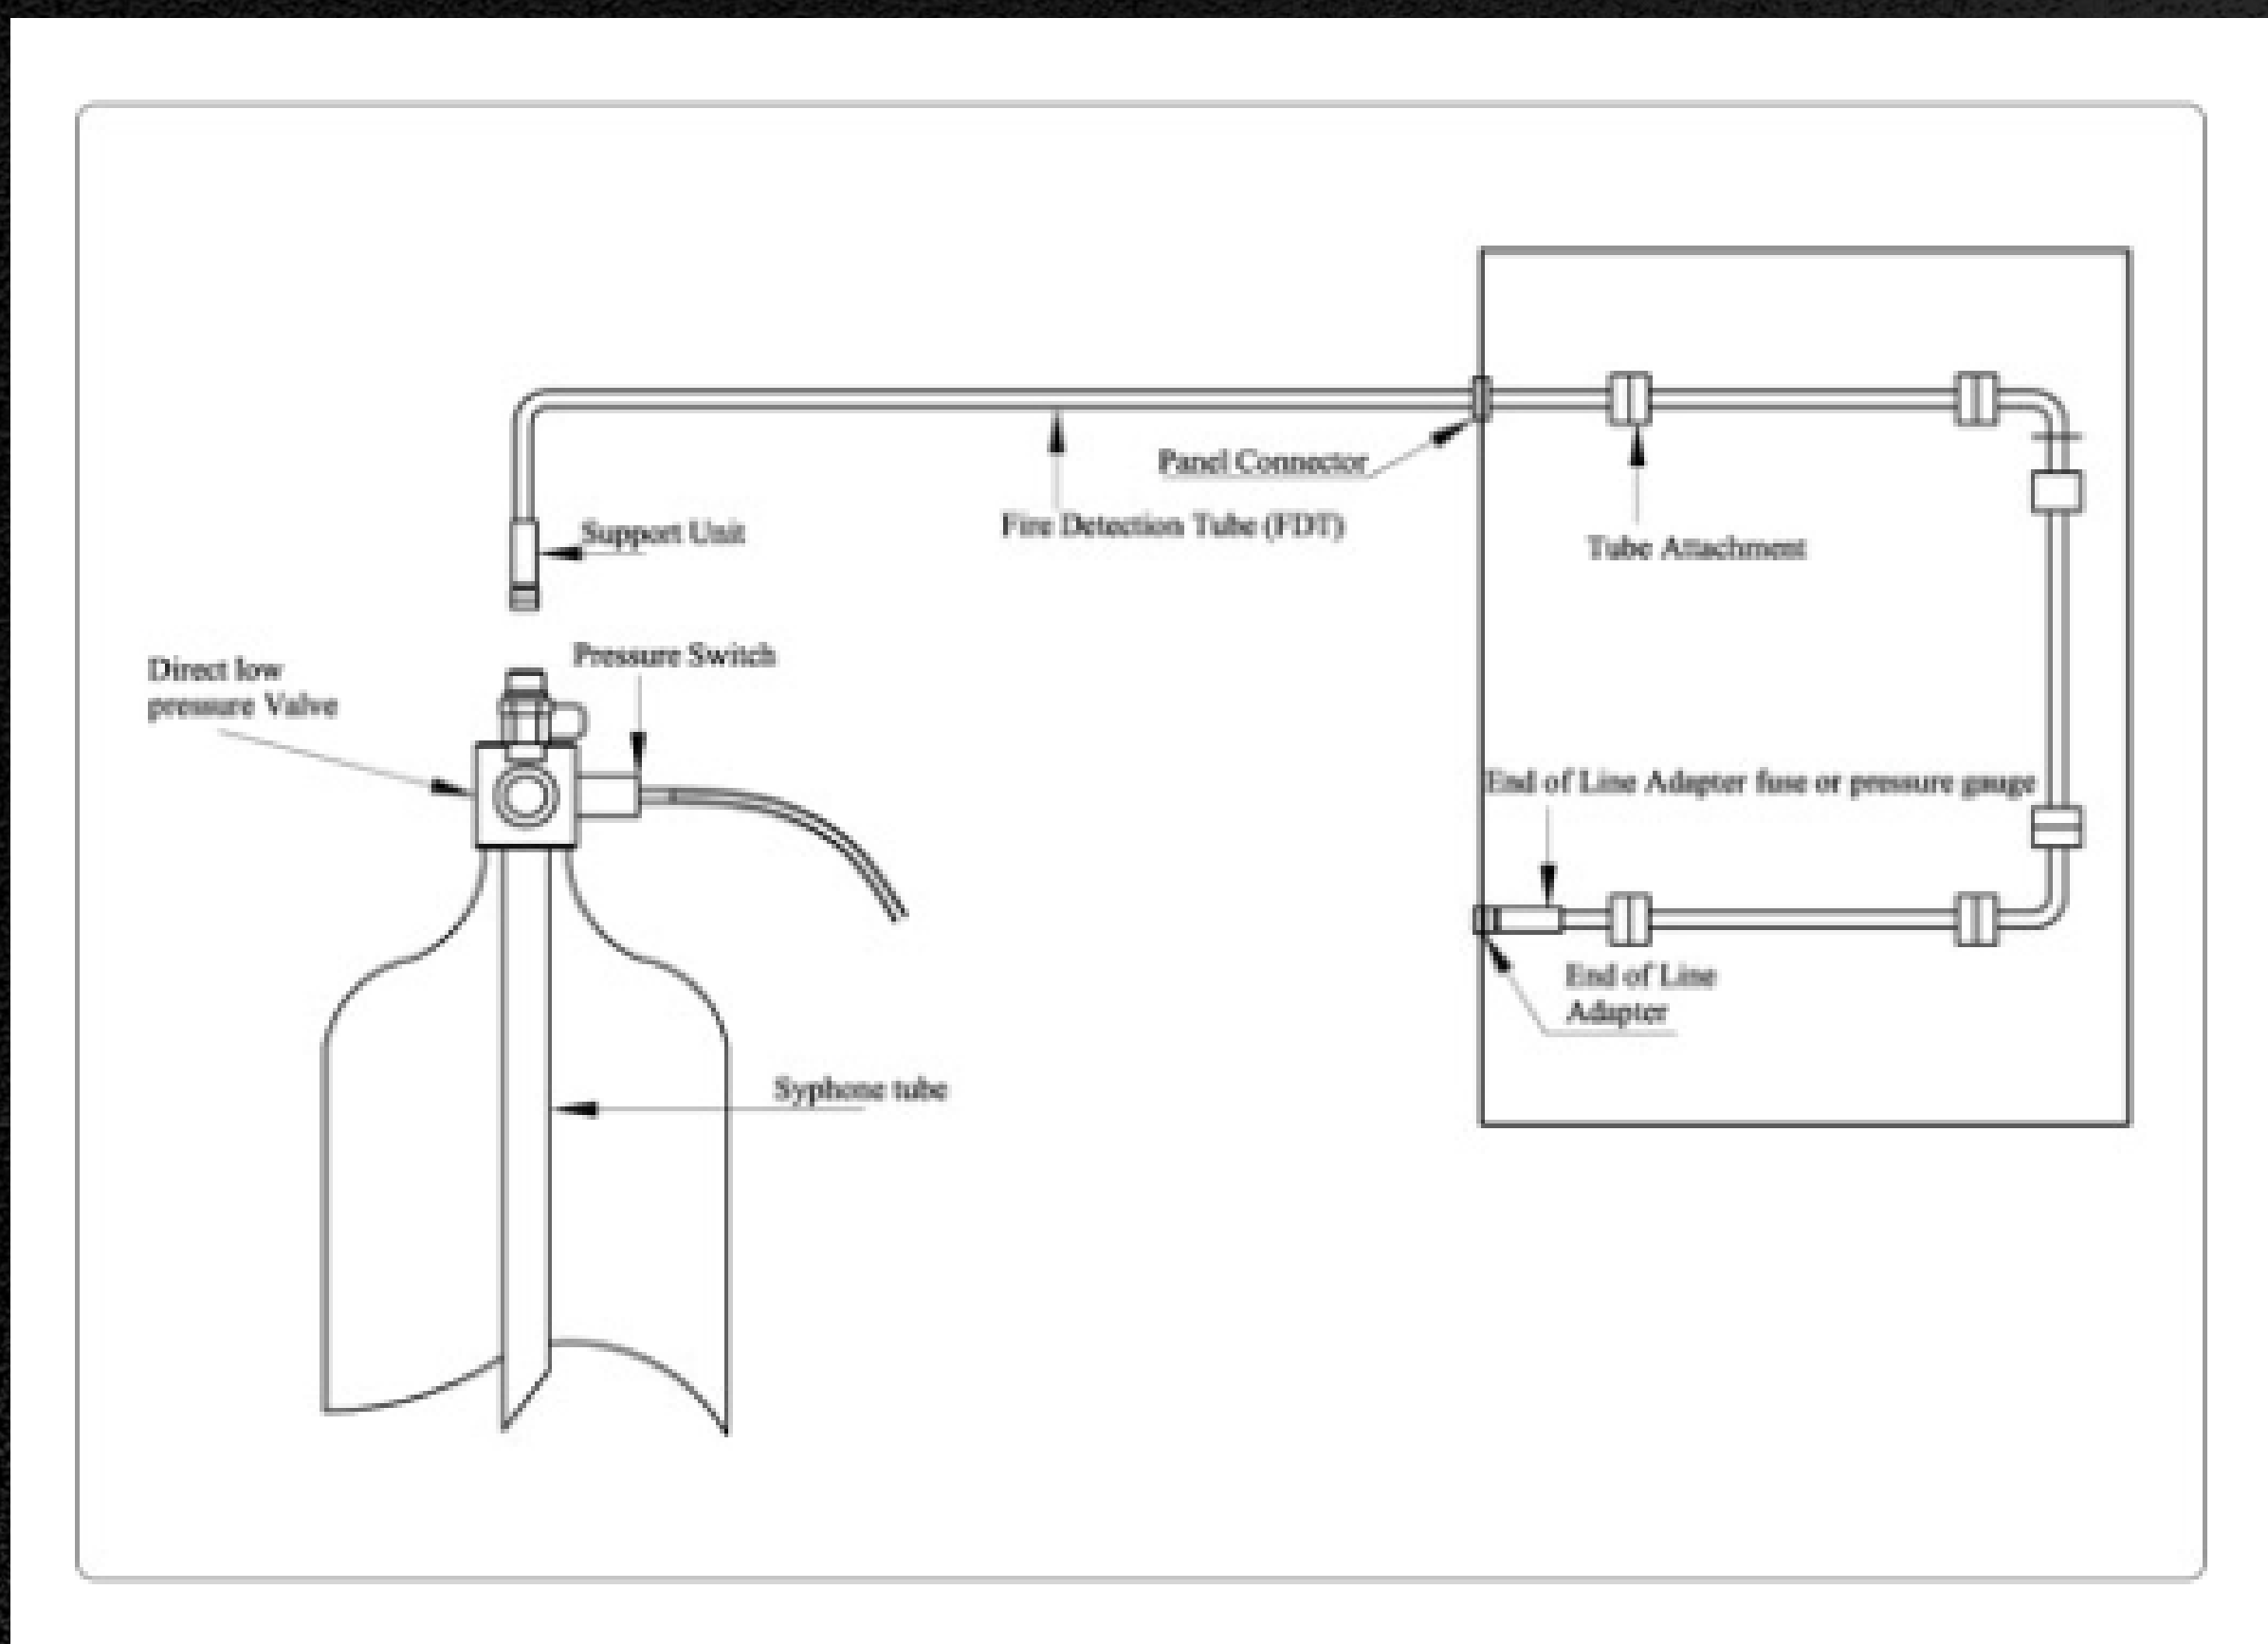 Panel Connector
Fire Detection Tube (FDT)
Support Unit
Tube Attachment
Pressure Switch
Direct low
pressure Valve
End of Line Adapter fuse or pressure gauge
End of Line
Adapter
Syphone tube